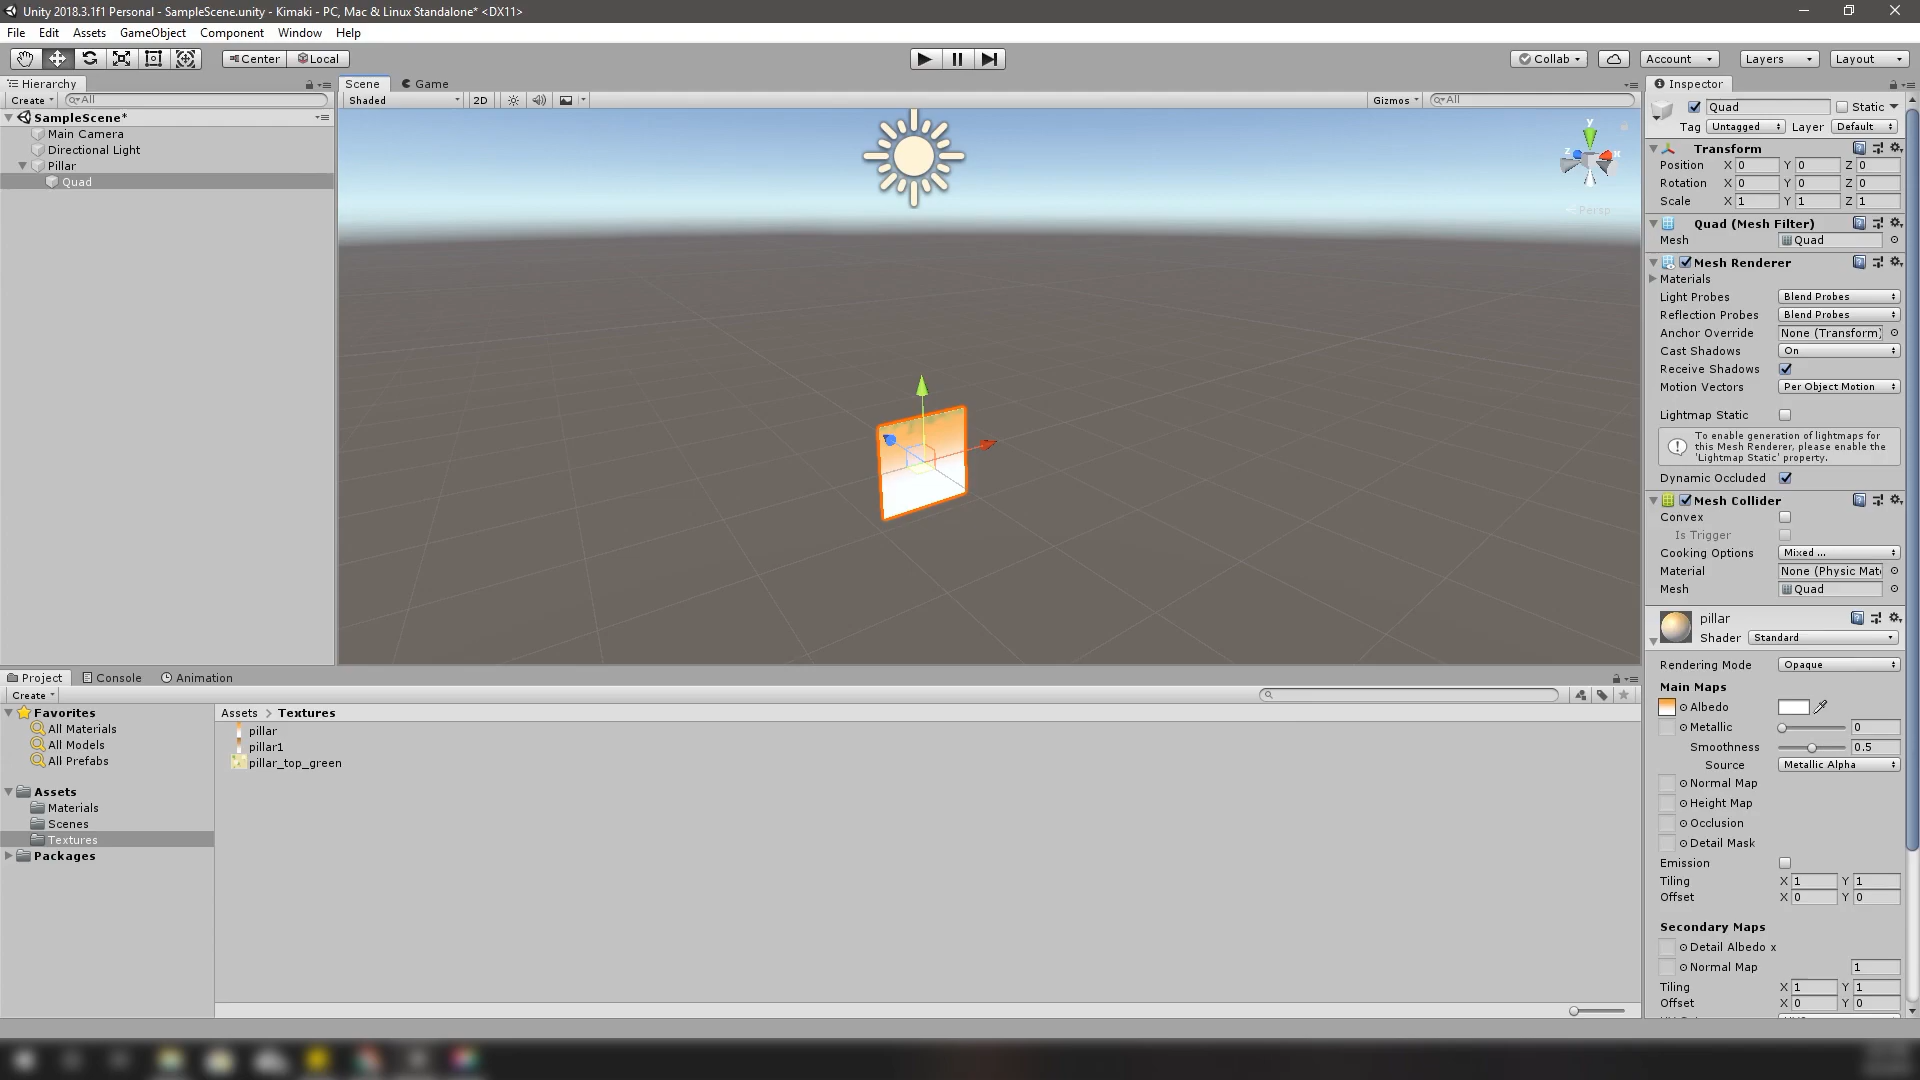 Unity 2018.3.1f1 Personal - SampleScene.unity - Kimaki - PC, Mac & Linux Standalone* <DX11>
File Edit Assets GameObject Component Window Help
Center Local Collab Account Layers Layout
Hierarchy
Create All
SampleScene*
Main Camera
Directional Light
Pillar
Quad
Scene Game
Shaded 2D Gizmos All
y
z x
Persp
Inspector
Quad Static
Tag Untagged Layer Default
Transform
Position X 0 Y 0 Z 0
Rotation X 0 Y 0 Z 0
Scale X 1 Y 1 Z 1
Quad (Mesh Filter)
Mesh Quad
Mesh Renderer
Materials
Light Probes Blend Probes
Reflection Probes Blend Probes
Anchor Override None (Transform)
Cast Shadows On
Receive Shadows
Motion Vectors Per Object Motion
Lightmap Static
To enable generation of lightmaps for
this Mesh Renderer, please enable the
'Lightmap Static' property.
Dynamic Occluded
Mesh Collider
Convex
Is Trigger
Cooking Options Mixed ...
Material None (Physic Mat
Mesh Quad
pillar
Shader Standard
Rendering Mode Opaque
Main Maps
Albedo
Metallic 0
Smoothness 0.5
Source Metallic Alpha
Normal Map
Height Map
Occlusion
Detail Mask
Emission
Tiling X 1 Y 1
Offset X 0 Y 0
Secondary Maps
Detail Albedo x
Normal Map 1
Tiling X 1 Y 1
Offset X 0 Y 0
Project Console Animation
Create
Favorites
All Materials
All Models
All Prefabs
Assets
Materials
Scenes
Textures
Packages
Assets > Textures
pillar
pillar1
pillar_top_green